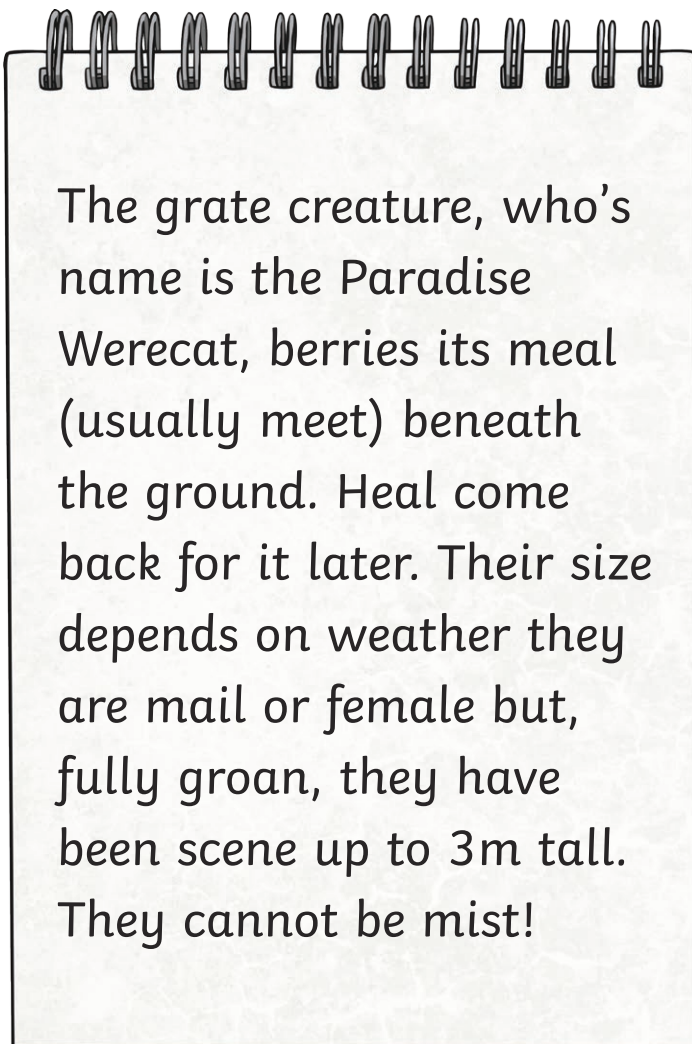 The grate creature, who’s
name is the Paradise
Werecat, berries its meal
(usually meet) beneath
the ground. Heal come
back for it later. Their size
depends on weather they
are mail or female but,
fully groan, they have
been scene up to 3m tall.
They cannot be mist!